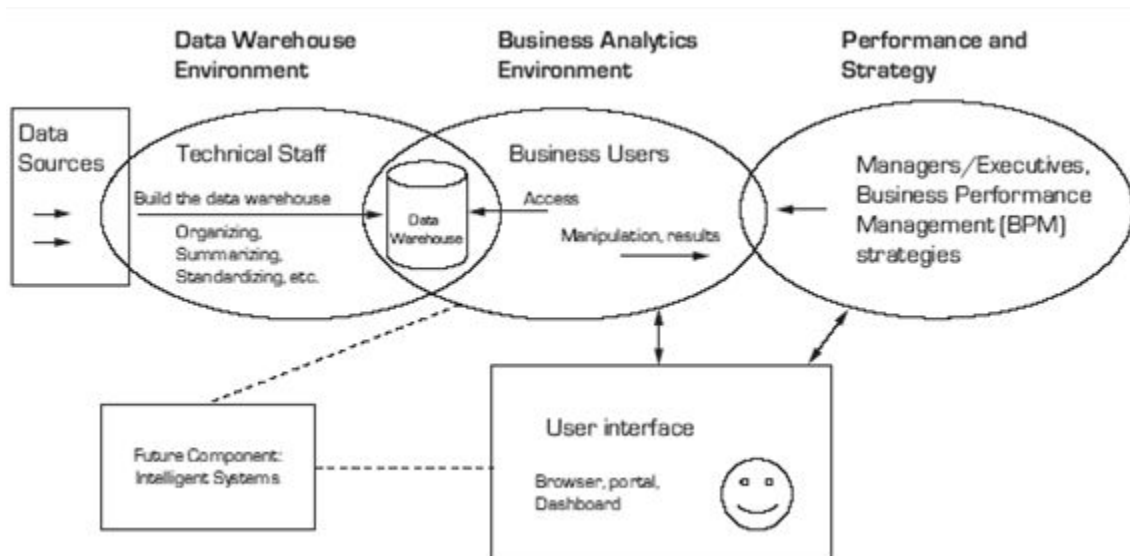 Data Warehouse
Environment
Business Analytics
Environment
Performance and
Strategy
Data
Sources
Technical Staff
Build the data warehouse
Organizing,
Summarizing,
Standardizing, etc.
Data
Warehouse
Business Users
Access
Manipulation, results
Managers/Executives,
Business Performance
Management (BPM)
strategies
Future Component:
Intelligent Systems
User interface
Browser, portal,
Dashboard